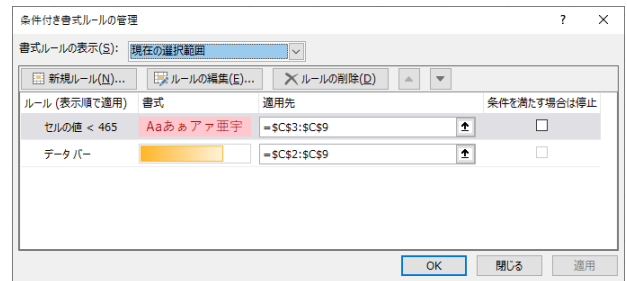 条件付き書式ルールの管理 ? ×
書式ルールの表示(S): 現在の選択範囲
新規ルール(N)... ルールの編集(E)... ルールの削除(D)
ルール (表示順で適用) 書式 適用先 条件を満たす場合は停止
セルの値 < 465 Aaあぁアァ亜宇 =$C$3:$C$9
データ バー =$C$2:$C$9
OK 閉じる 適用